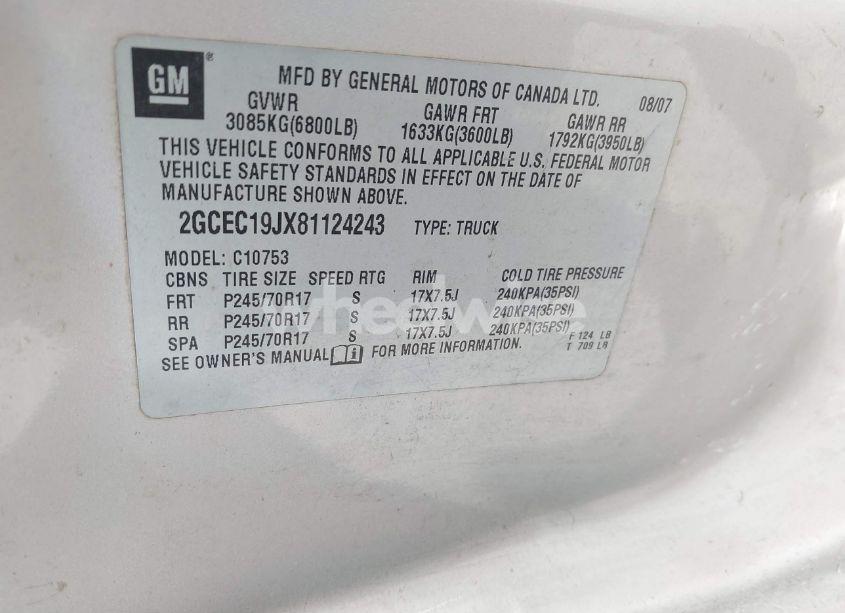 GM®
MFD BY GENERAL MOTORS OF CANADA LTD. 08/07
GVWR GAWR FRT GAWR RR
3085KG(6800LB) 1633KG(3600LB) 1792KG(3950LB)
THIS VEHICLE CONFORMS TO ALL APPLICABLE U.S. FEDERAL MOTOR
VEHICLE SAFETY STANDARDS IN EFFECT ON THE DATE OF
MANUFACTURE SHOWN ABOVE.
2GCEC19JX81124243 TYPE: TRUCK
MODEL: C10753
CBNS TIRE SIZE SPEED RTG RIM COLD TIRE PRESSURE
FRT P245/70R17 S 17X7.5J 240KPA(35PSI)
RR P245/70R17 S 17X7.5J 240KPA(35PSI)
SPA P245/70R17 S 17X7.5J 240KPA(35PSI)
F 124 LB
T 709 LB
SEE OWNER'S MANUAL FOR MORE INFORMATION.